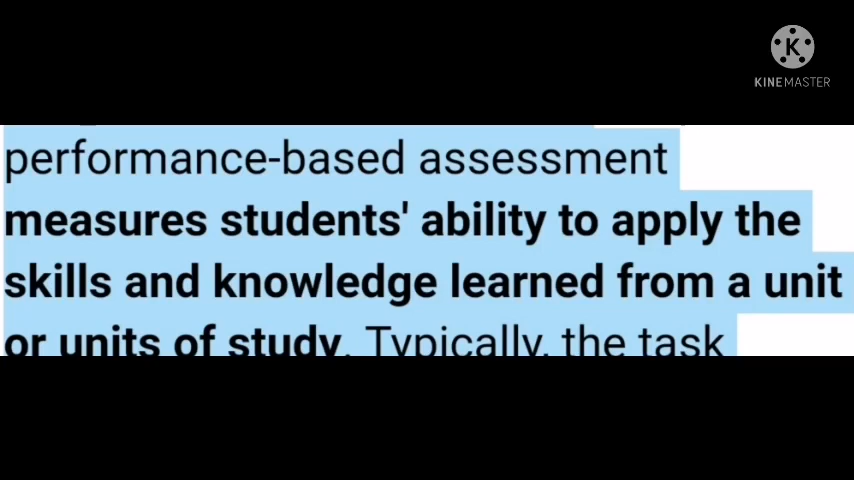 K
KINEMASTER
performance-based assessment
measures students' ability to apply the
skills and knowledge learned from a unit
or units of study. Typically, the task